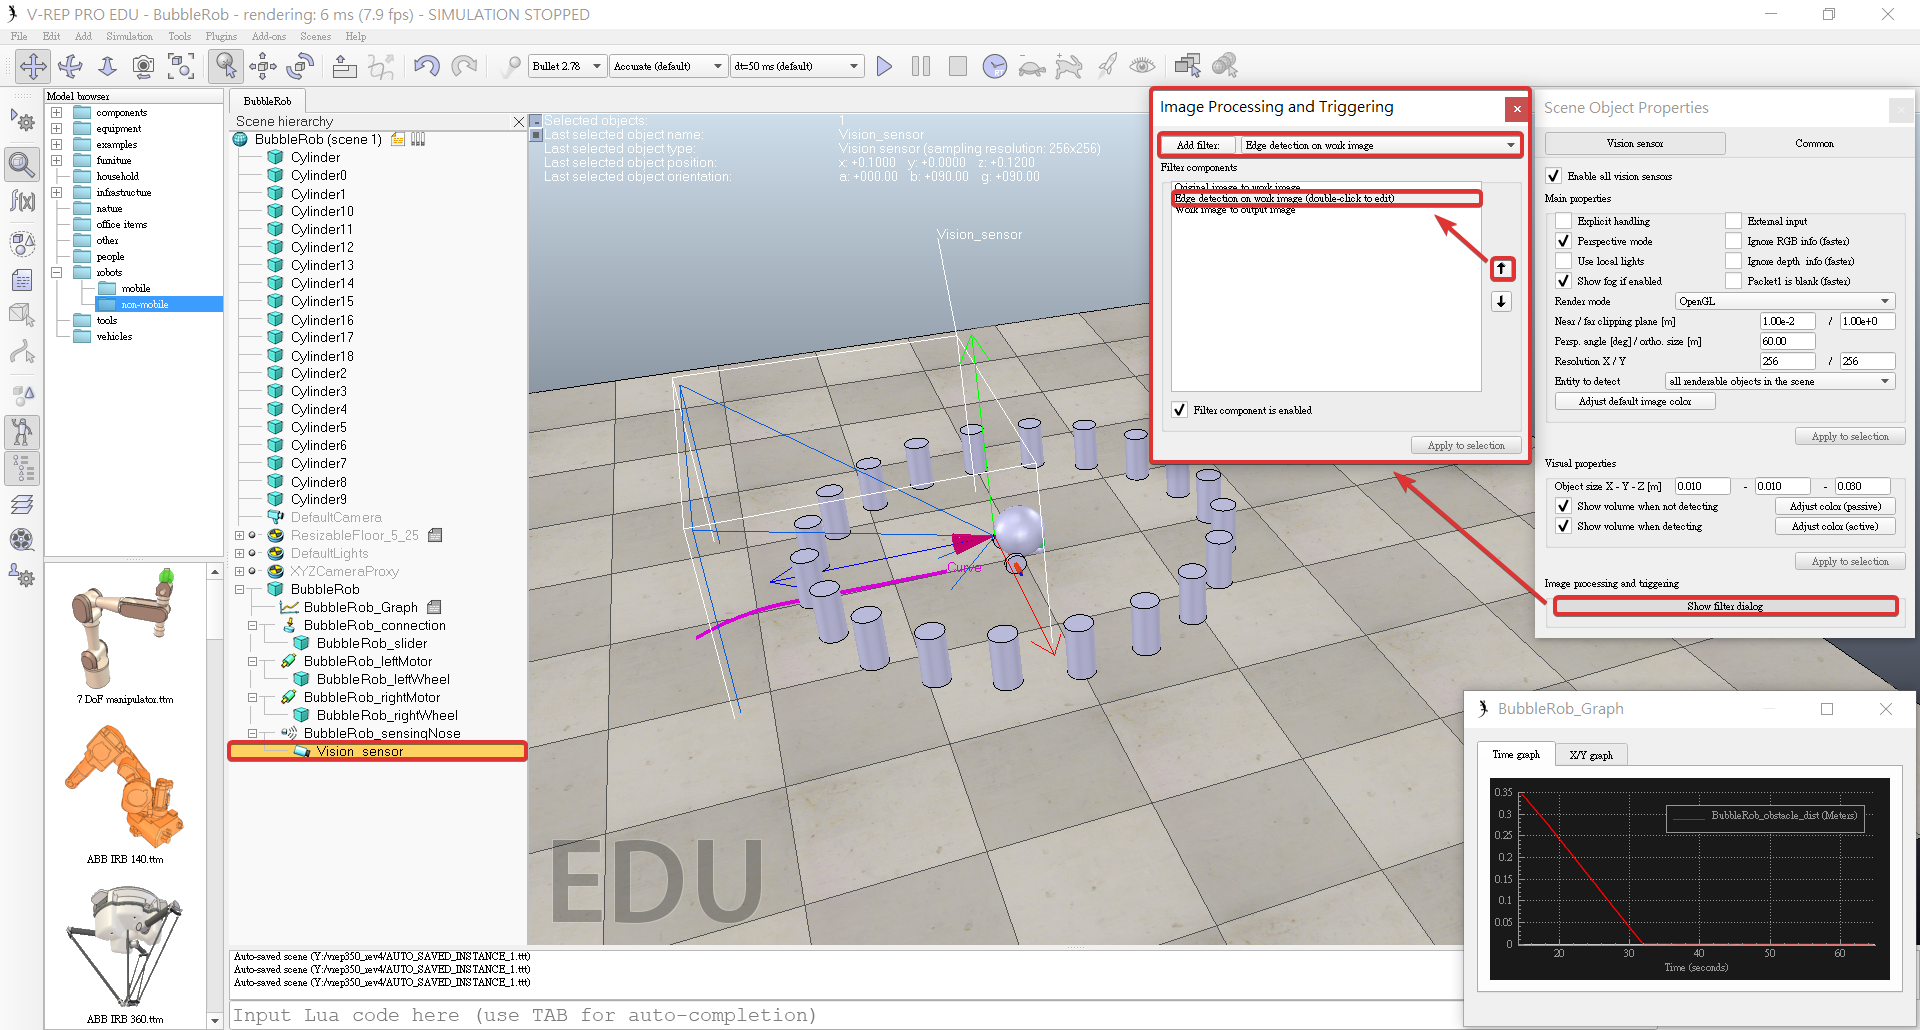 V-REP PRO EDU - BubbleRob - rendering: 6 ms (7.9 fps) - SIMULATION STOPPED
File Edit Add Simulation Tools Plugins Add-ons Scenes Help
Bullet 2.78 Accurate (default) dt=50 ms (default)
Model browser
components
equipment
examples
furniture
household
infrastructure
nature
office items
other
people
robots
mobile
non-mobile
tools
vehicles
7 DoF manipulator.ttm
ABB IRB 140.ttm
ABB IRB 360.ttm
BubbleRob
Scene hierarchy
BubbleRob (scene 1)
Cylinder
Cylinder0
Cylinder1
Cylinder10
Cylinder11
Cylinder12
Cylinder13
Cylinder14
Cylinder15
Cylinder16
Cylinder17
Cylinder18
Cylinder2
Cylinder3
Cylinder4
Cylinder5
Cylinder6
Cylinder7
Cylinder8
Cylinder9
DefaultCamera
ResizableFloor_5_25
DefaultLights
XYZCameraProxy
BubbleRob
BubbleRob_Graph
BubbleRob_connection
BubbleRob_slider
BubbleRob_leftMotor
BubbleRob_leftWheel
BubbleRob_rightMotor
BubbleRob_rightWheel
BubbleRob_sensingNose
Vision_sensor
Selected objects: 1
Last selected object name: Vision_sensor
Last selected object type: Vision sensor (sampling resolution: 256x256)
Last selected object position: x: +0.1000 y: +0.0000 z: +0.1200
Last selected object orientation: a: +000.00 b: +090.00 g: +090.00
Vision_sensor
Curve
EDU
Image Processing and Triggering
Add filter: Edge detection on work image
Filter components
Original image to work image
Edge detection on work image (double-click to edit)
Work image to output image
Filter component is enabled
Apply to selection
Scene Object Properties
Vision sensor Common
Enable all vision sensors
Main properties
Explicit handling External input
Perspective mode Ignore RGB info (faster)
Use local lights Ignore depth info (faster)
Show fog if enabled Packet1 is blank (faster)
Render mode OpenGL
Near / far clipping plane [m] 1.00e-2 / 1.00e+0
Persp. angle [deg] / ortho. size [m] 60.00
Resolution X / Y 256 / 256
Entity to detect all renderable objects in the scene
Adjust default image color
Apply to selection
Visual properties
Object size X - Y - Z [m] 0.010 - 0.010 - 0.030
Show volume when not detecting Adjust color (passive)
Show volume when detecting Adjust color (active)
Apply to selection
Image processing and triggering
Show filter dialog
BubbleRob_Graph
Time graph X/Y graph
BubbleRob_obstacle_dist (Meters)
0.35
0.3
0.25
0.2
0.15
0.1
0.05
0
20 30 40 50 60
Time (seconds)
Auto-saved scene (Y:/vrep350_rev4/AUTO_SAVED_INSTANCE_1.ttt)
Auto-saved scene (Y:/vrep350_rev4/AUTO_SAVED_INSTANCE_1.ttt)
Auto-saved scene (Y:/vrep350_rev4/AUTO_SAVED_INSTANCE_1.ttt)
Input Lua code here (use TAB for auto-completion)